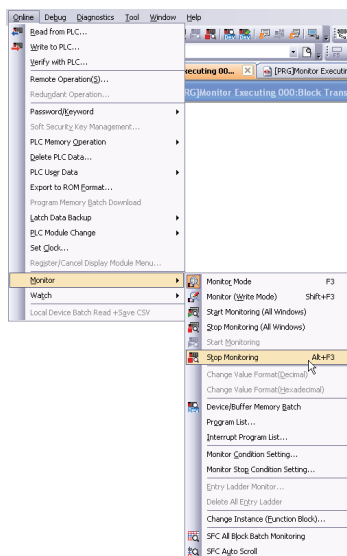 Online Debug Diagnostics Tool Window Help
Read from PLC...
Write to PLC...
Verify with PLC...
Remote Operation(S)...
Redundant Operation...
Password/Keyword
Soft Security Key Management...
PLC Memory Operation
Delete PLC Data...
PLC User Data
Export to ROM Format...
Program Memory Batch Download
Latch Data Backup
PLC Module Change
Set Clock...
Register/Cancel Display Module Menu...
Monitor
Watch
Local Device Batch Read +Save CSV
xecuting 00... [PRG]Monitor Executin
RG]Monitor Executing 000:Block Trans
Monitor Mode F3
Monitor (Write Mode) Shift+F3
Start Monitoring (All Windows)
Stop Monitoring (All Windows)
Start Monitoring
Stop Monitoring Alt+F3
Change Value Format(Decimal)
Change Value Format(Hexadecimal)
Device/Buffer Memory Batch
Program List...
Interrupt Program List...
Monitor Condition Setting...
Monitor Stop Condition Setting...
Entry Ladder Monitor...
Delete All Entry Ladder
Change Instance (Function Block)...
SFC All Block Batch Monitoring
SFC Auto Scroll